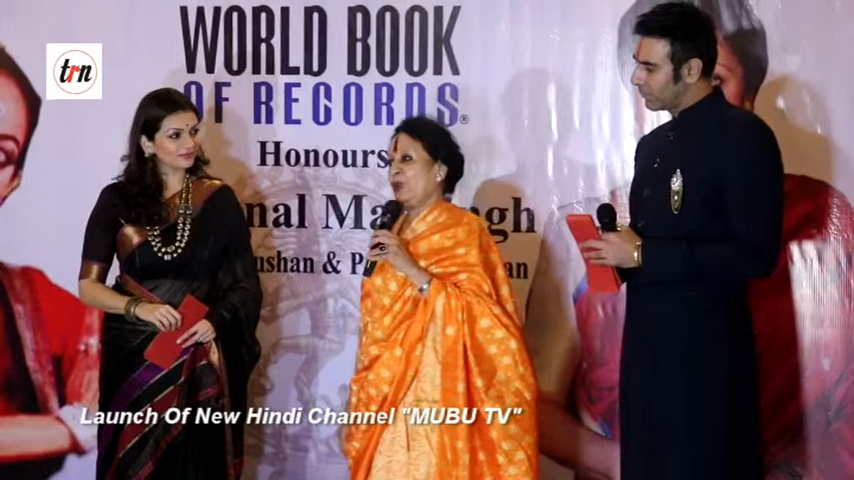 trn
WORLD BOOK
OF RECORDS®
Honours
Launch Of New Hindi Channel "MUBU TV"